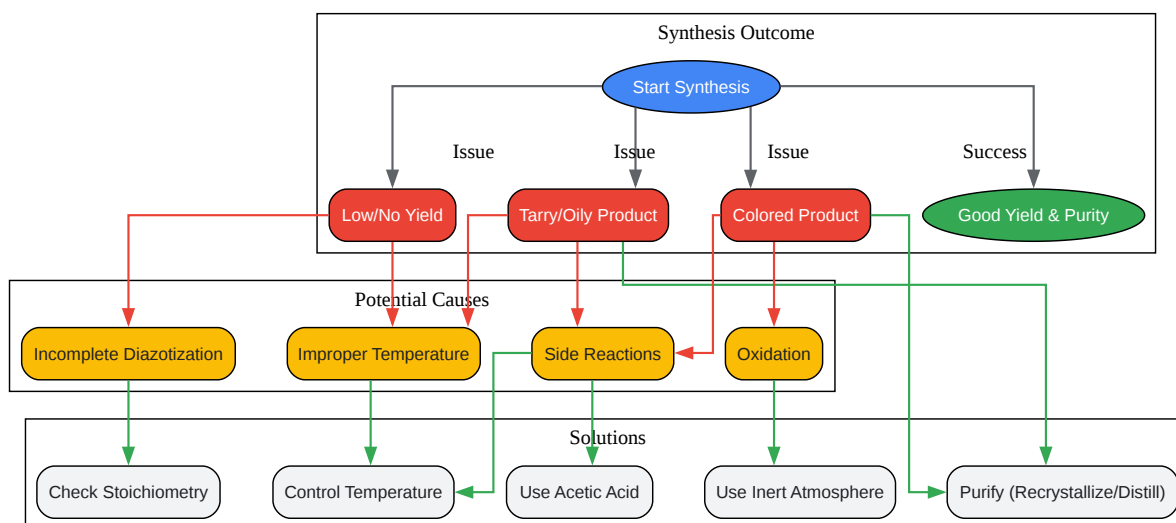 Synthesis Outcome
Start Synthesis
Issue
Issue
Issue
Success
Low/No Yield
Tarry/Oily Product
Colored Product
Good Yield & Purity
Potential Causes
Incomplete Diazotization
Improper Temperature
Side Reactions
Oxidation
Solutions
Check Stoichiometry
Control Temperature
Use Acetic Acid
Use Inert Atmosphere
Purify (Recrystallize/Distill)